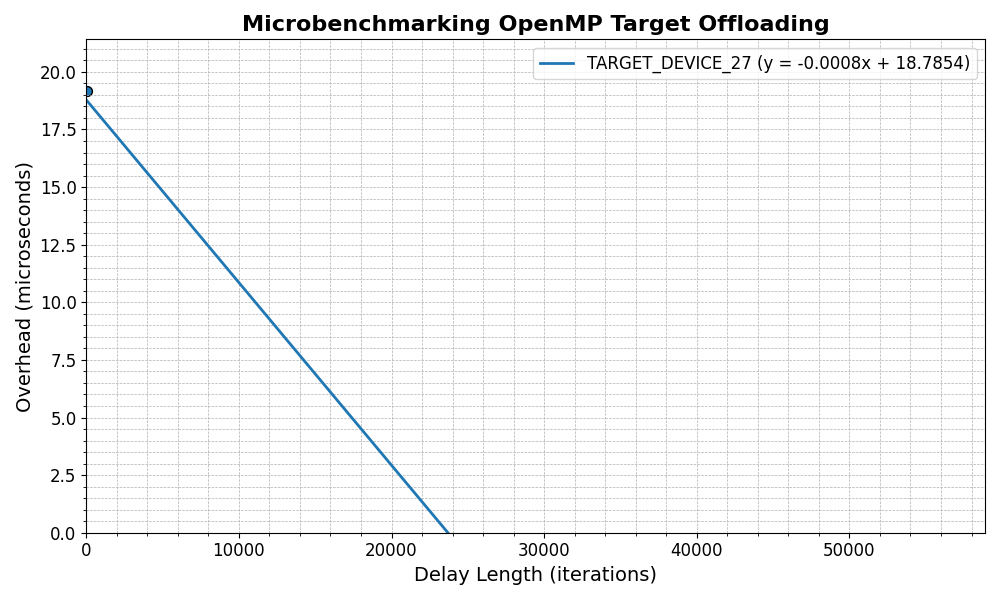 Microbenchmarking OpenMP Target Offloading
TARGET_DEVICE_27 (y = -0.0008x + 18.7854)
Overhead (microseconds)
20.0
17.5
15.0
12.5
10.0
7.5
5.0
2.5
0.0
0 10000 20000 30000 40000 50000
Delay Length (iterations)